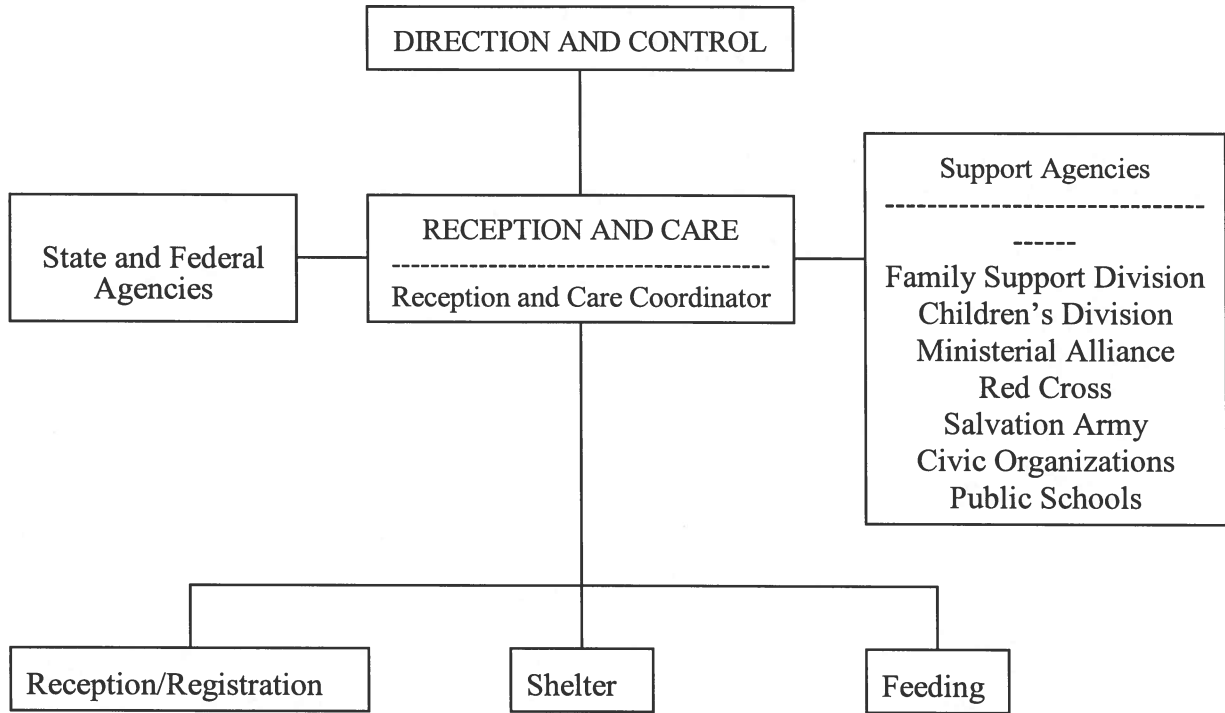 DIRECTION AND CONTROL
State and Federal
Agencies
RECEPTION AND CARE
------------------------------------------
Reception and Care Coordinator
Support Agencies
-------------------------------
------
Family Support Division
Children's Division
Ministerial Alliance
Red Cross
Salvation Army
Civic Organizations
Public Schools
Reception/Registration
Shelter
Feeding